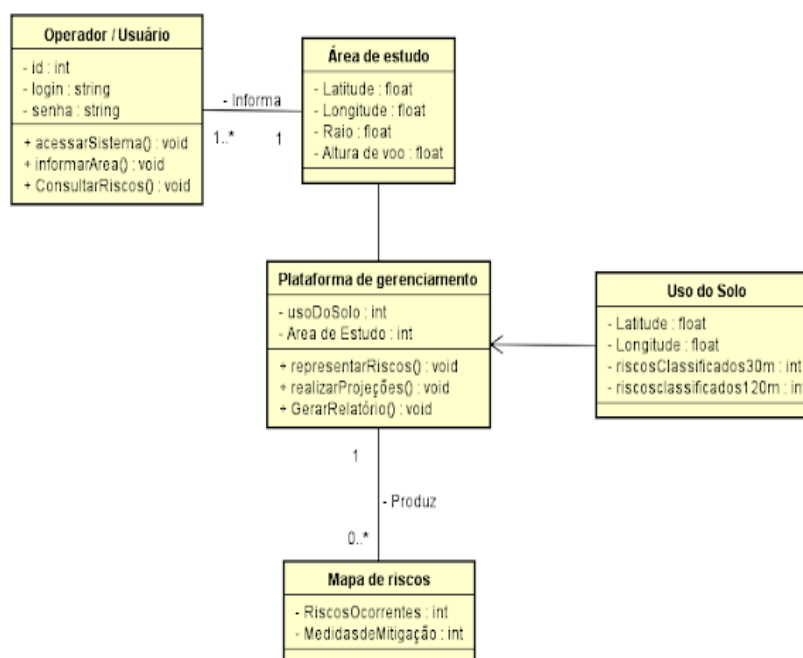 Operador / Usuário
- id : int
- login : string
- senha : string
+ acessarSistema() : void
+ informarArea() : void
+ ConsultarRiscos() : void
- Informa
1..*
1
Área de estudo
- Latitude : float
- Longitude : float
- Raio : float
- Altura de voo : float
Plataforma de gerenciamento
- usoDoSolo : int
- Area de Estudo : int
+ representarRiscos() : void
+ realizarProjeções() : void
+ GerarRelatório() : void
Uso do Solo
- Latitude : float
- Longitude : float
- riscosClassificados30m : int
- riscosclassificados120m : int
1
- Produz
0..*
Mapa de riscos
- RiscosOcorrentes : int
- MedidasdeMitigação : int